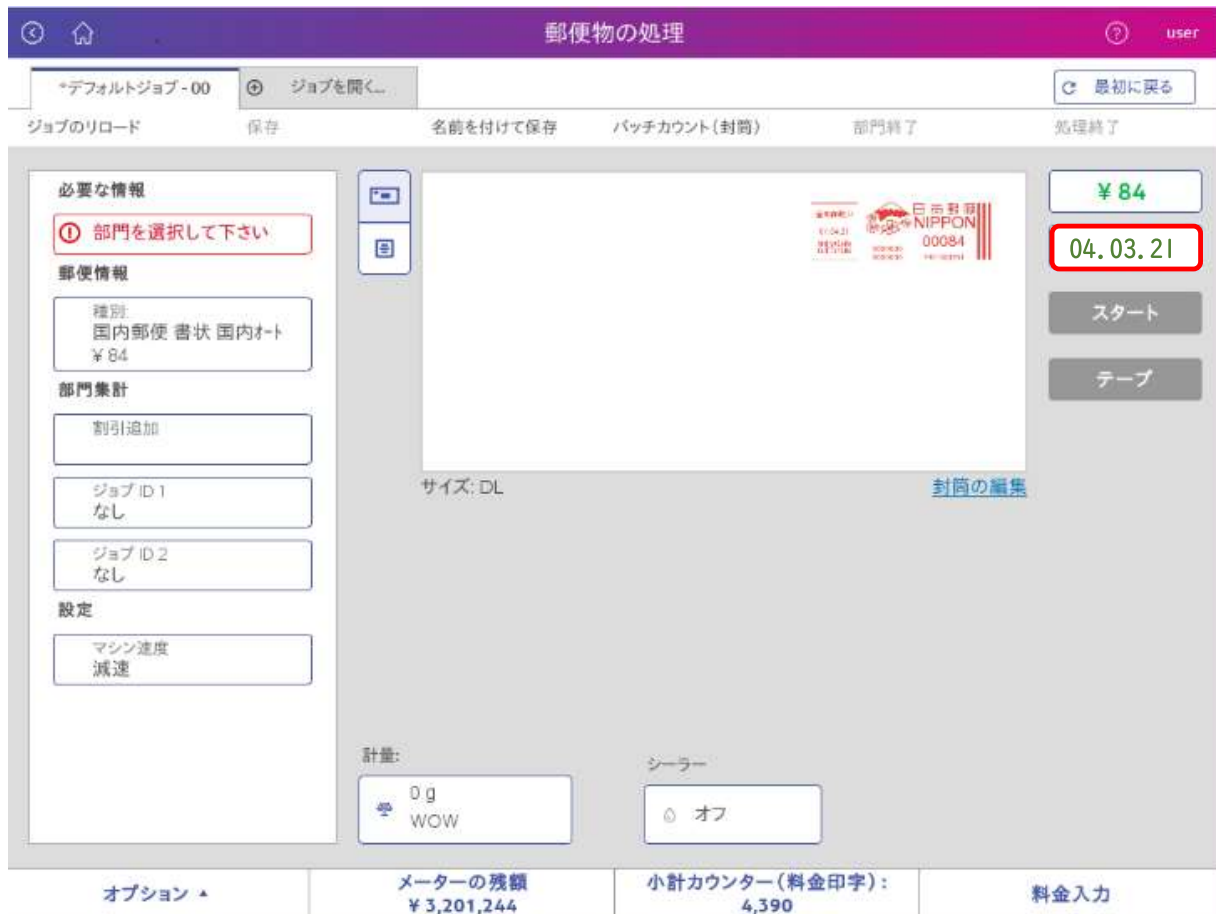 郵便物の処理
user
*デフォルトジョブ - 00
ジョブを開く...
最初に戻る
ジョブのリロード
保存
名前を付けて保存
バッチカウント(封筒)
部門終了
処理終了
必要な情報
部門を選択して下さい
郵便情報
種別:
国内郵便 書状 国内オート
¥ 84
部門集計
割引追加
ジョブ ID 1
なし
ジョブ ID 2
なし
設定
マシン速度
減速
日本郵便
NIPPON
00084
サイズ: DL
封筒の編集
¥ 84
04.03.21
スタート
テープ
計量:
0 g
WOW
シーラー
オフ
オプション
メーターの残額
¥ 3,201,244
小計カウンター(料金印字):
4,390
料金入力